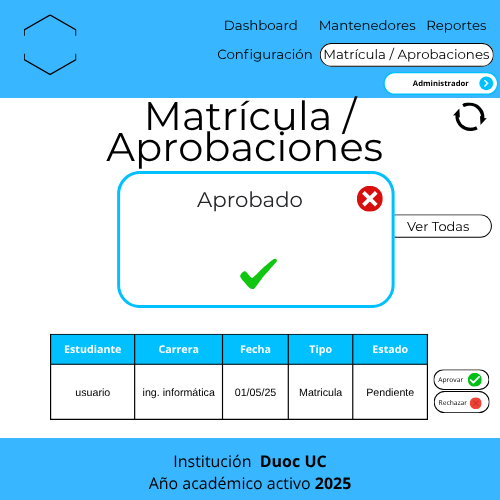 Dashboard Mantenedores Reportes
Configuración Matrícula / Aprobaciones
Administrador
Matrícula /
Aprobaciones
Aprobado
Ver Todas
Estudiante Carrera Fecha Tipo Estado
usuario ing. informática 01/05/25 Matricula Pendiente
Aprovar
Rechazar
Institución Duoc UC
Año académico activo 2025